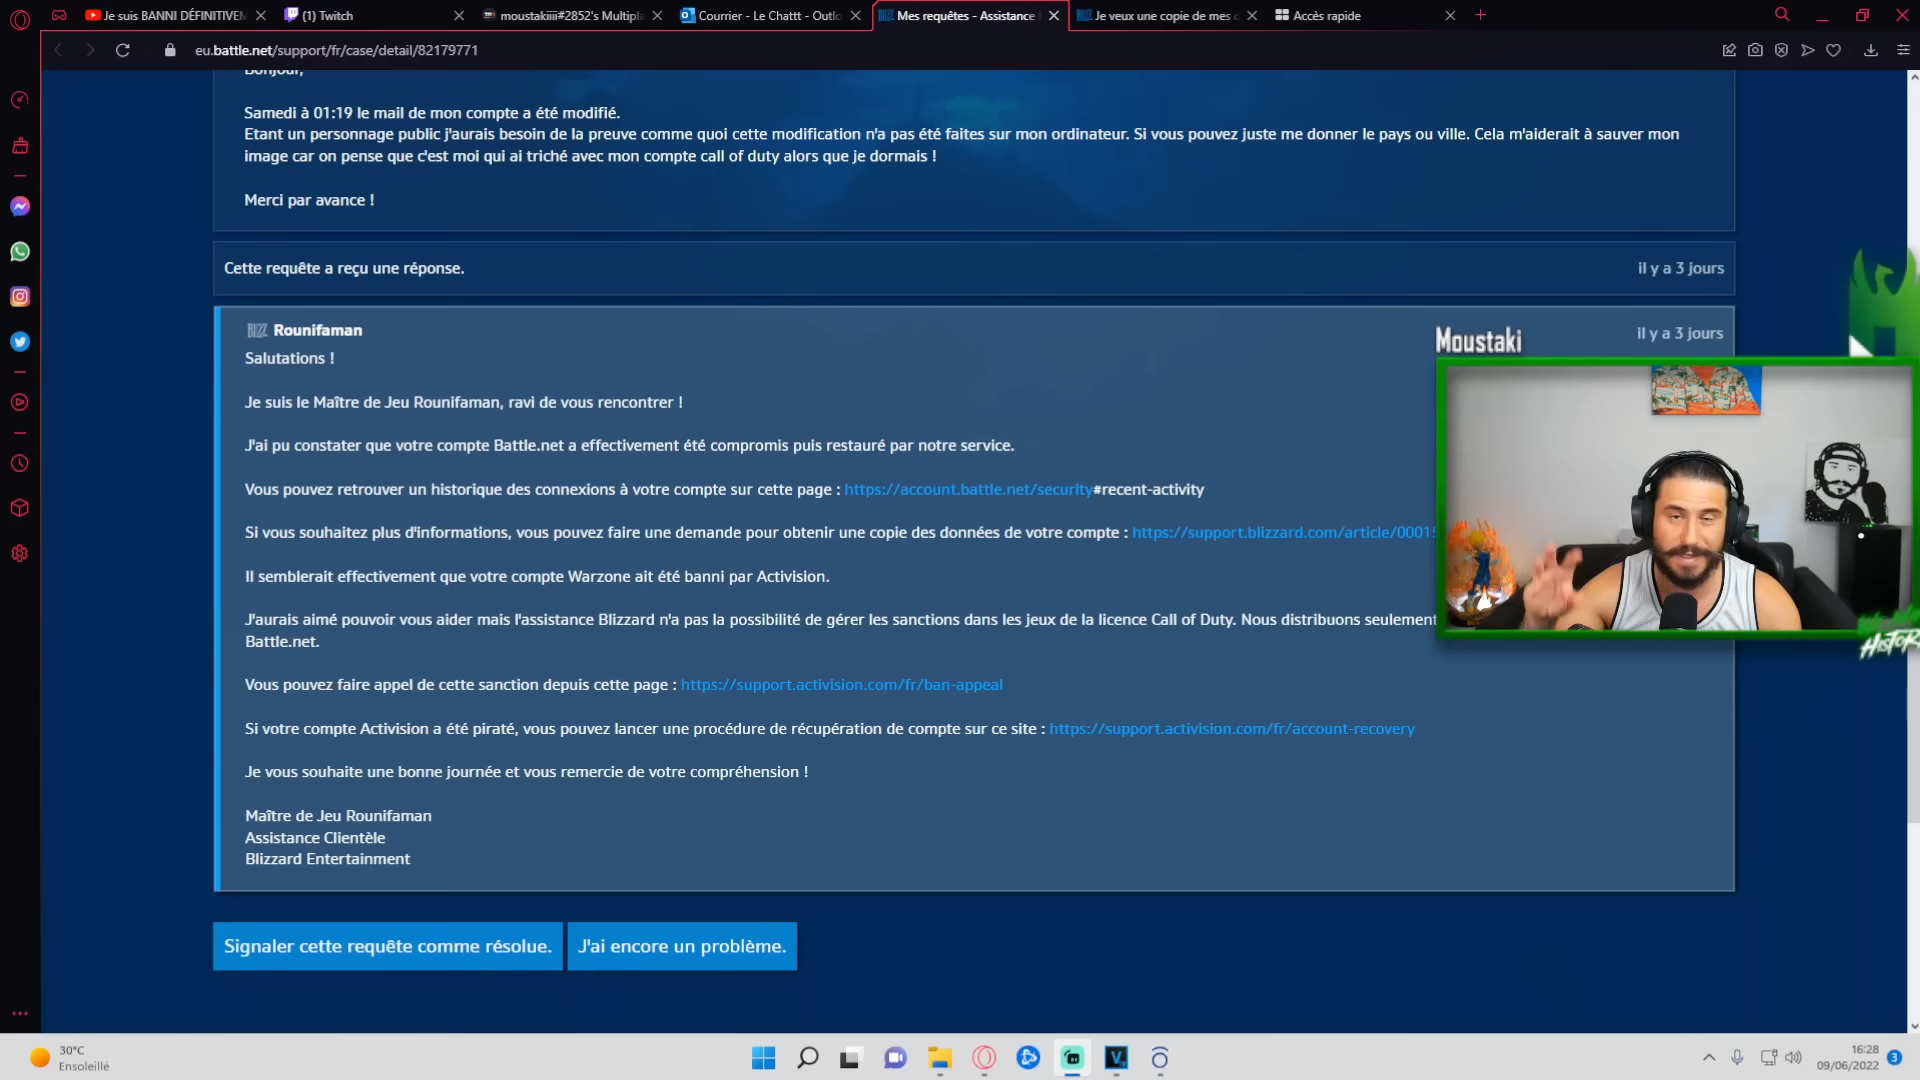 Je suis BANNI DÉFINITIVEM
(1) Twitch
moustakiiii#2852's Multipla
Courrier - Le Chattt - Outlo
Mes requêtes - Assistance
Je veux une copie de mes
Accès rapide
eu.battle.net/support/fr/case/detail/82179771
Bonjour,
Samedi à 01:19 le mail de mon compte a été modifié.
Etant un personnage public j'aurais besoin de la preuve comme quoi cette modification n'a pas été faites sur mon ordinateur. Si vous pouvez juste me donner le pays ou ville. Cela m'aiderait à sauver mon
image car on pense que c'est moi qui ai triché avec mon compte call of duty alors que je dormais !
Merci par avance !
Cette requête a reçu une réponse.
il y a 3 jours
BLIZZ Rounifaman
il y a 3 jours
Salutations !
Moustaki
Je suis le Maître de Jeu Rounifaman, ravi de vous rencontrer !
J'ai pu constater que votre compte Battle.net a effectivement été compromis puis restauré par notre service.
Vous pouvez retrouver un historique des connexions à votre compte sur cette page : https://account.battle.net/security#recent-activity
Si vous souhaitez plus d'informations, vous pouvez faire une demande pour obtenir une copie des données de votre compte : https://support.blizzard.com/article/00015
Il semblerait effectivement que votre compte Warzone ait été banni par Activision.
J'aurais aimé pouvoir vous aider mais l'assistance Blizzard n'a pas la possibilité de gérer les sanctions dans les jeux de la licence Call of Duty. Nous distribuons seulement
Battle.net.
HISTOR
Vous pouvez faire appel de cette sanction depuis cette page : https://support.activision.com/fr/ban-appeal
Si votre compte Activision a été piraté, vous pouvez lancer une procédure de récupération de compte sur ce site : https://support.activision.com/fr/account-recovery
Je vous souhaite une bonne journée et vous remercie de votre compréhension !
Maître de Jeu Rounifaman
Assistance Clientèle
Blizzard Entertainment
Signaler cette requête comme résolue.
J'ai encore un problème.
30°C
Ensoleillé
16:28
09/06/2022
3